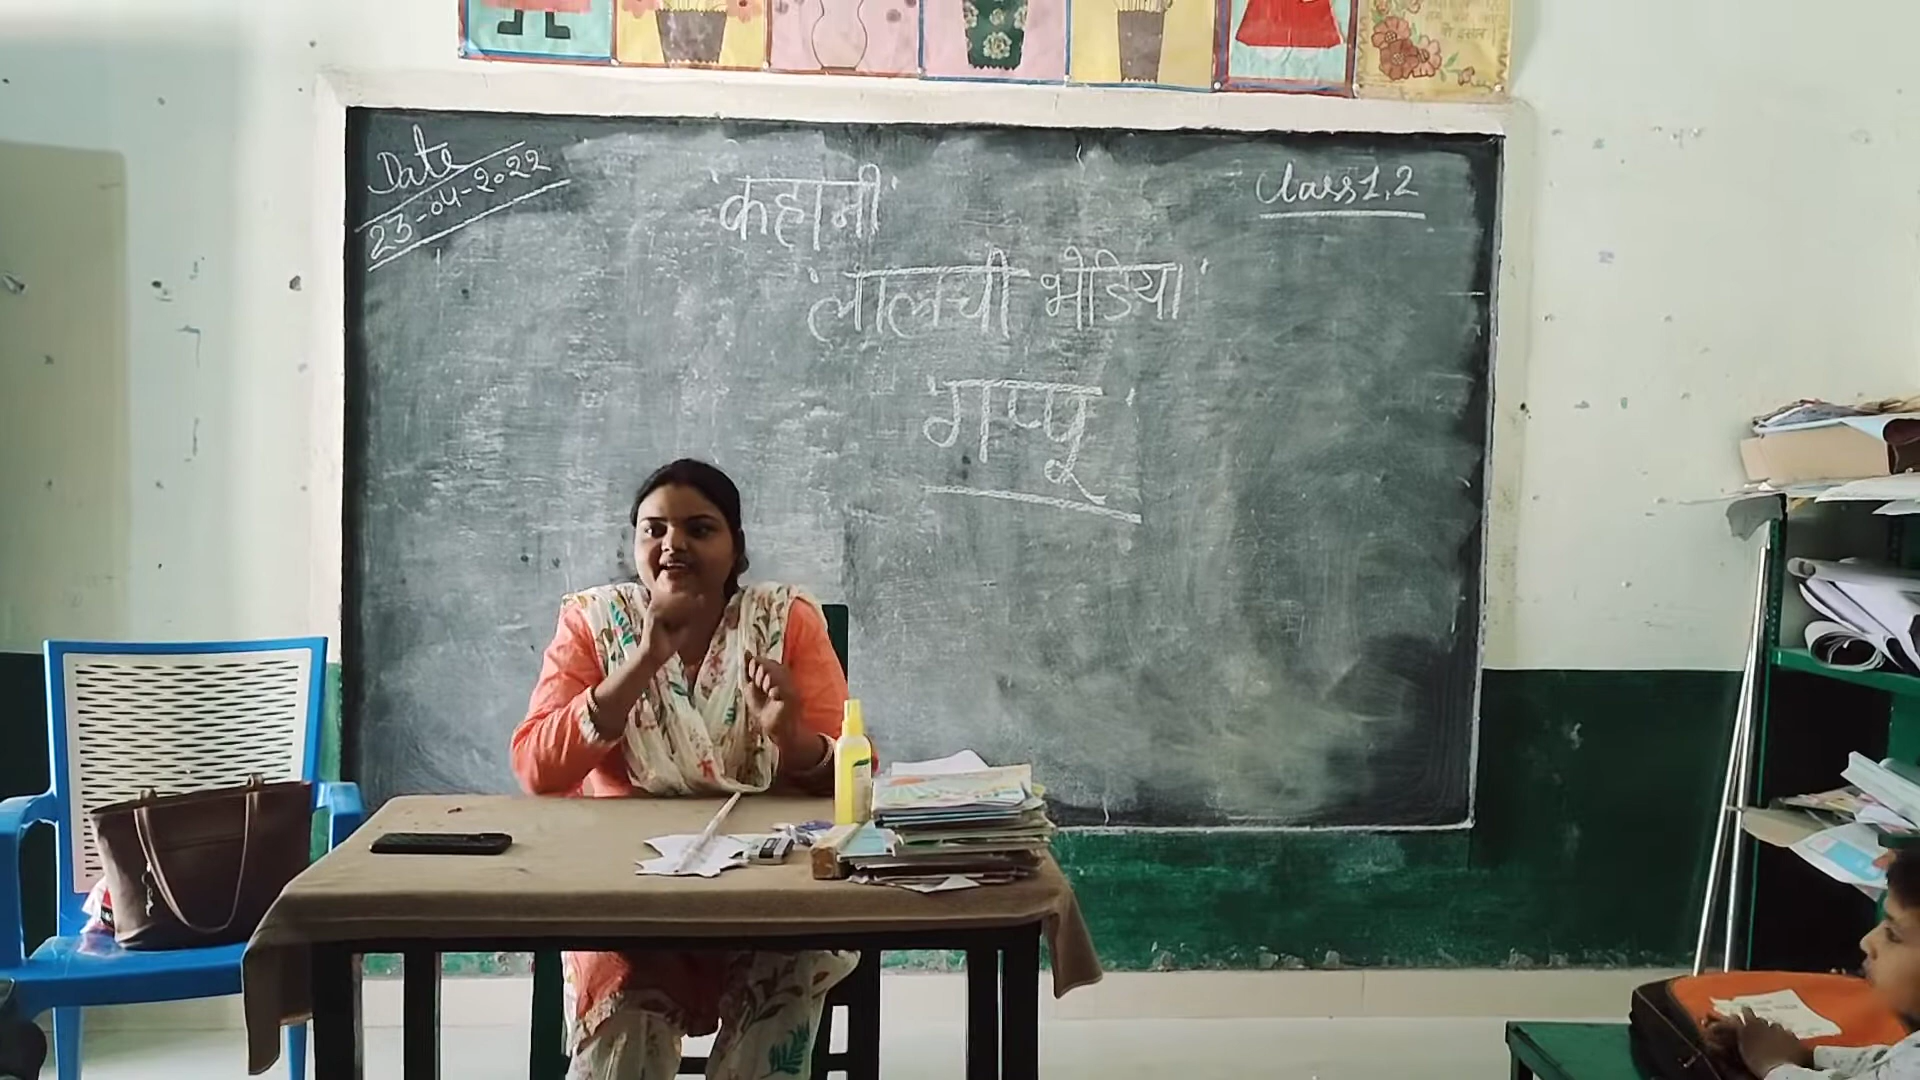 Date
23-04-2022
'कहानी'
Class 1,2
'लालची भेडिया'
'गप्पू'